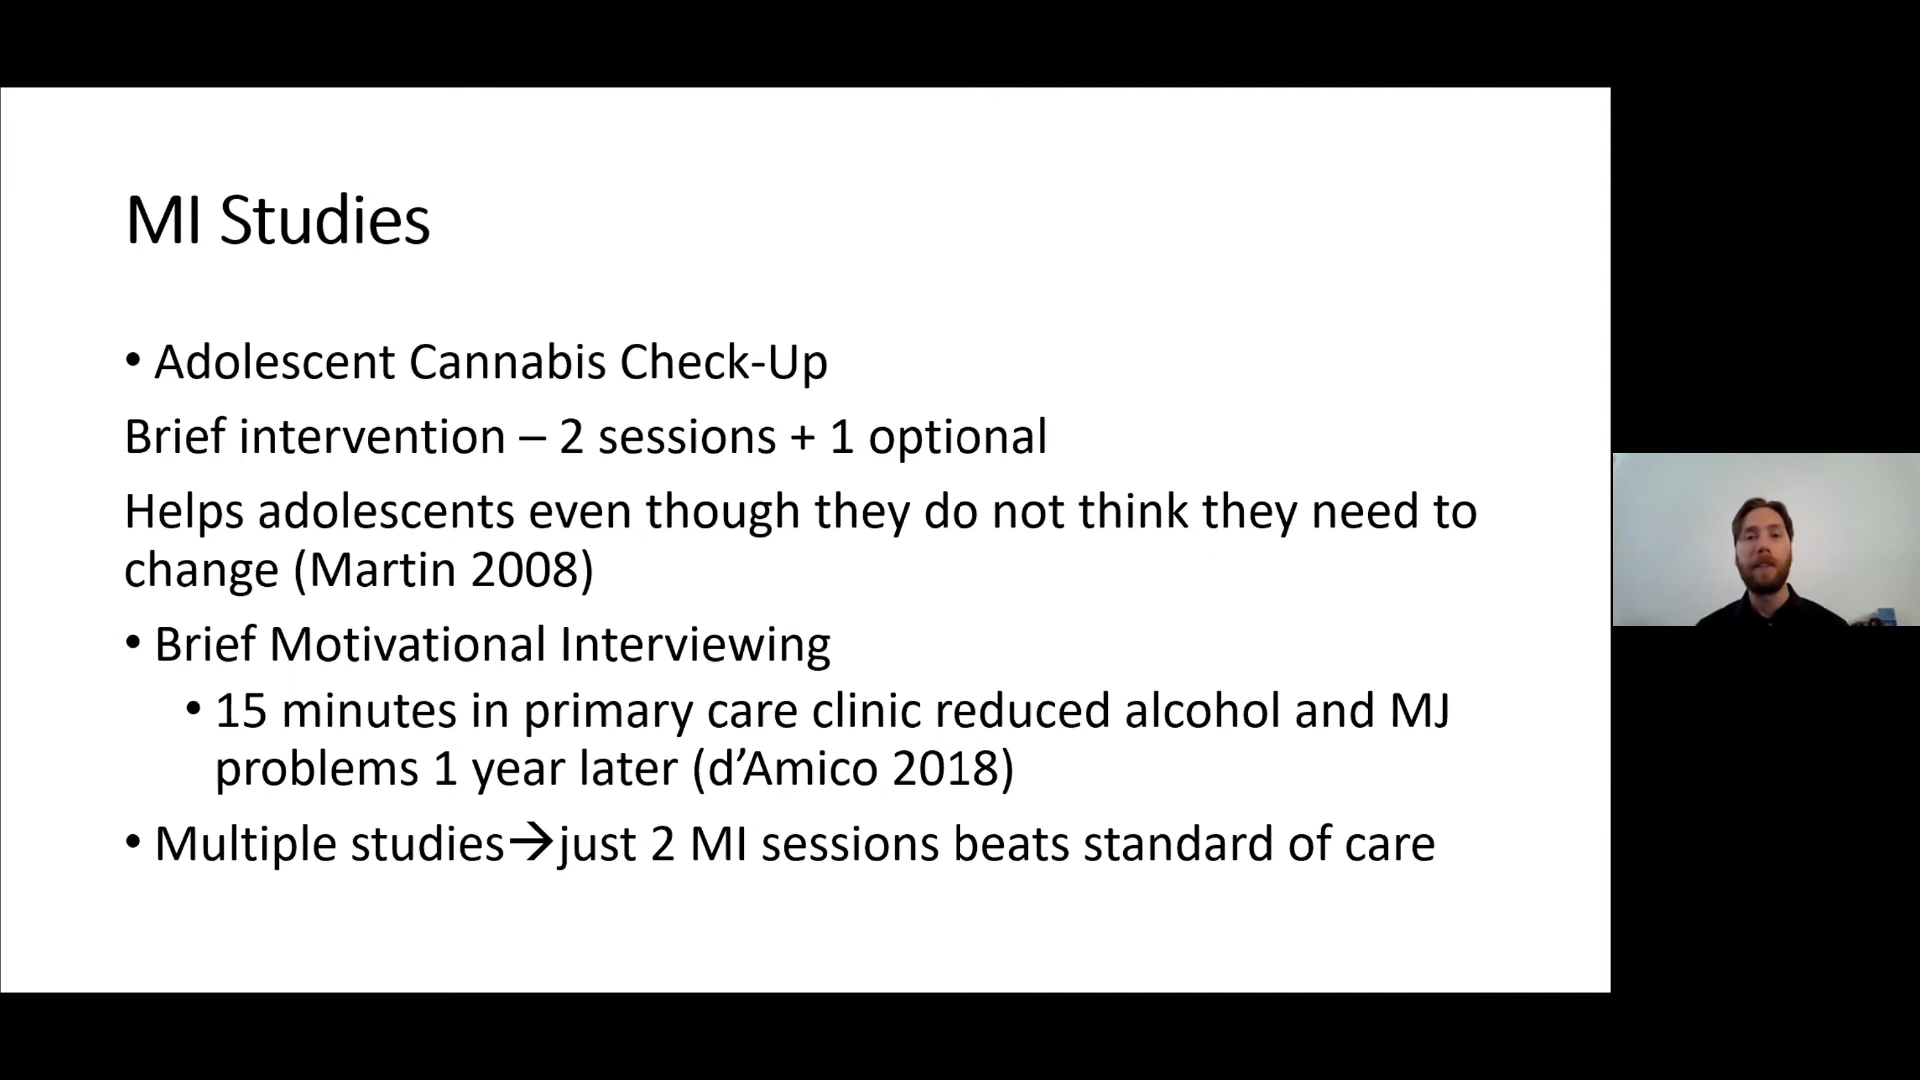 MI Studies
• Adolescent Cannabis Check-Up
Brief intervention – 2 sessions + 1 optional
Helps adolescents even though they do not think they need to
change (Martin 2008)
• Brief Motivational Interviewing
• 15 minutes in primary care clinic reduced alcohol and MJ
problems 1 year later (d’Amico 2018)
• Multiple studies→just 2 MI sessions beats standard of care